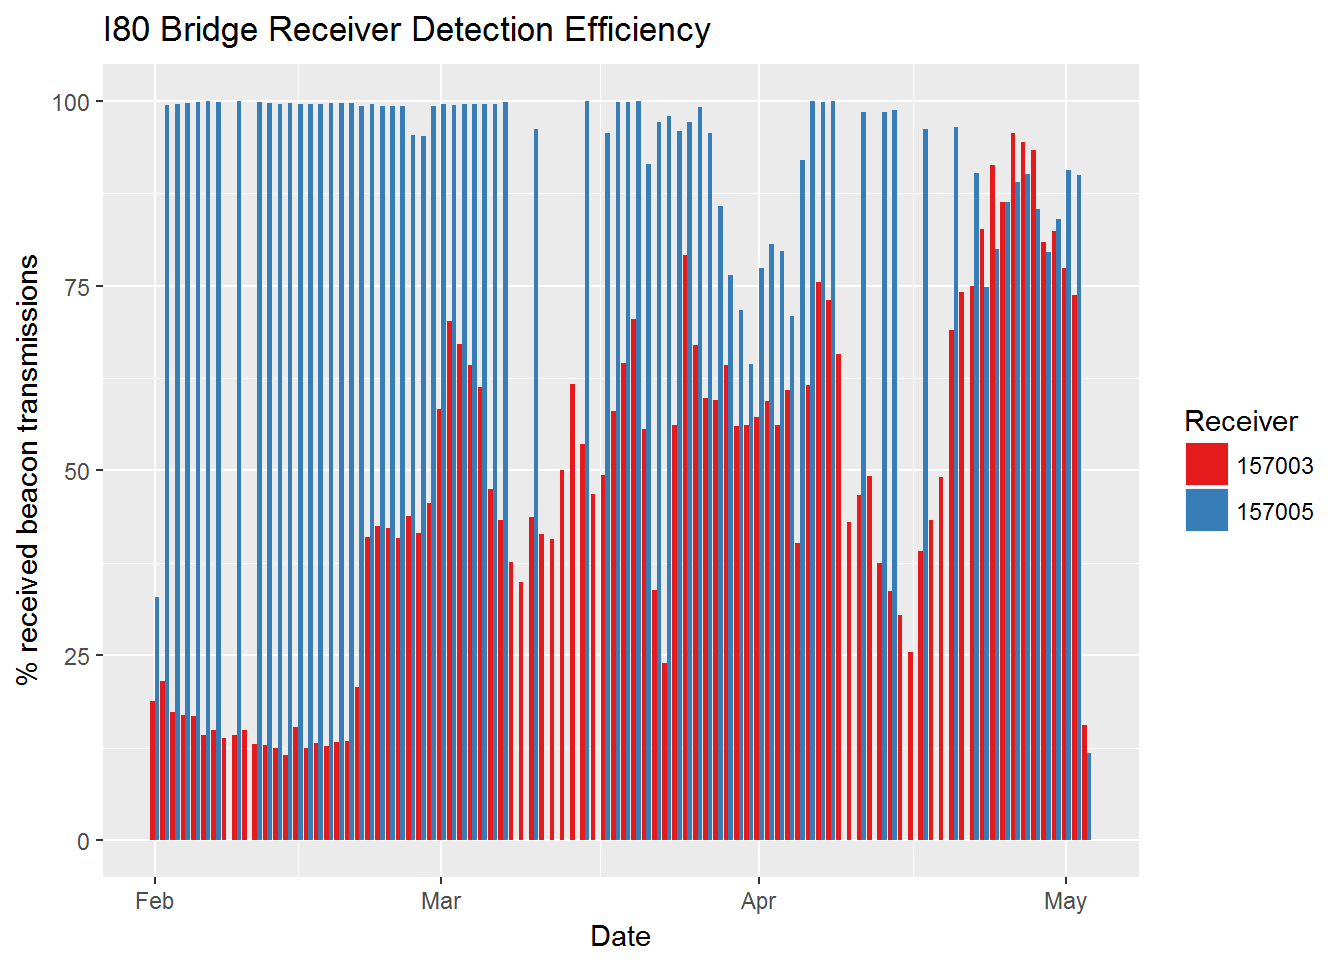 I80 Bridge Receiver Detection Efficiency
% received beacon transmissions
100
75
50
25
0
Feb Mar Apr May
Date
Receiver
157003
157005